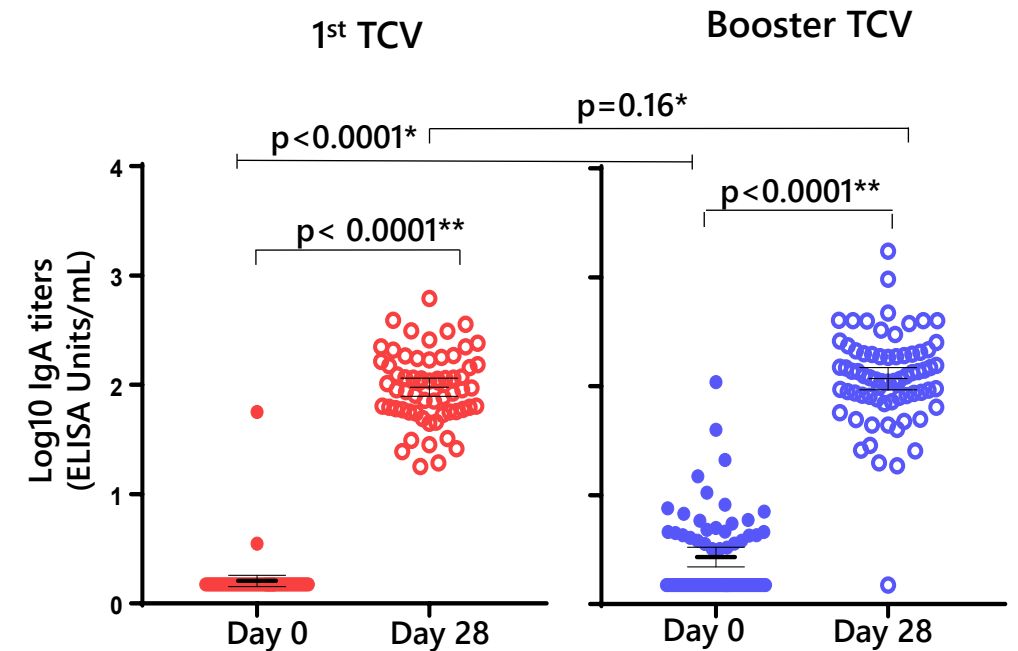 1st TCV
Booster TCV
p=0.16*
p<0.0001*
p<0.0001**
p< 0.0001**
Log10 IgA titers
(ELISA Units/mL)
4
3
2
1
0
Day 0
Day 28
Day 0
Day 28